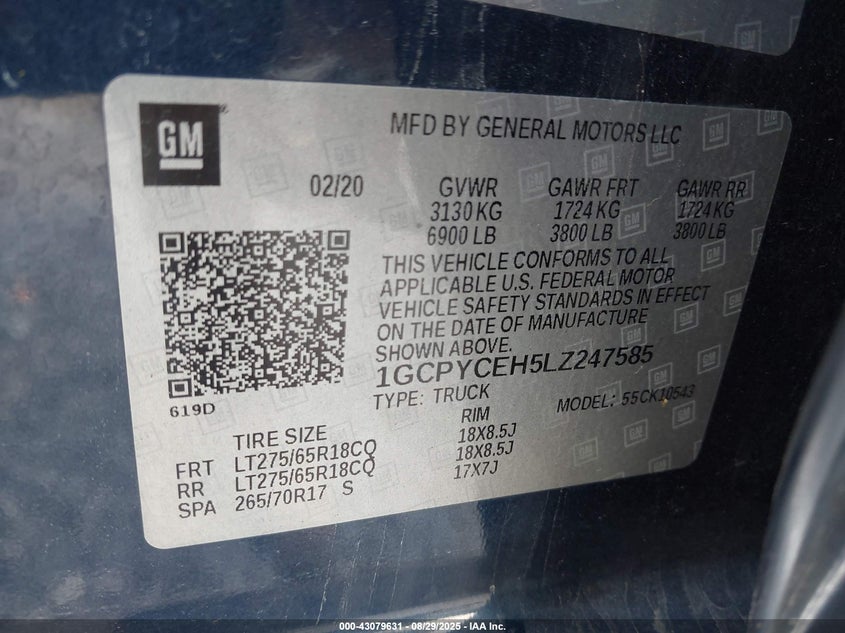 GM
MFD BY GENERAL MOTORS LLC
02/20
GVWR GAWR FRT GAWR RR
3130 KG 1724 KG 1724 KG
6900 LB 3800 LB 3800 LB
THIS VEHICLE CONFORMS TO ALL
APPLICABLE U.S. FEDERAL MOTOR
VEHICLE SAFETY STANDARDS IN EFFECT
ON THE DATE OF MANUFACTURE
SHOWN ABOVE.
1GCPYCEH5LZ247585
619D
TYPE: TRUCK MODEL: 55CK10543
TIRE SIZE RIM
FRT LT275/65R18CQ 18X8.5J
RR LT275/65R18CQ 18X8.5J
SPA 265/70R17 S 17X7J
000-43079631 - 08/29/2025 - IAA Inc.